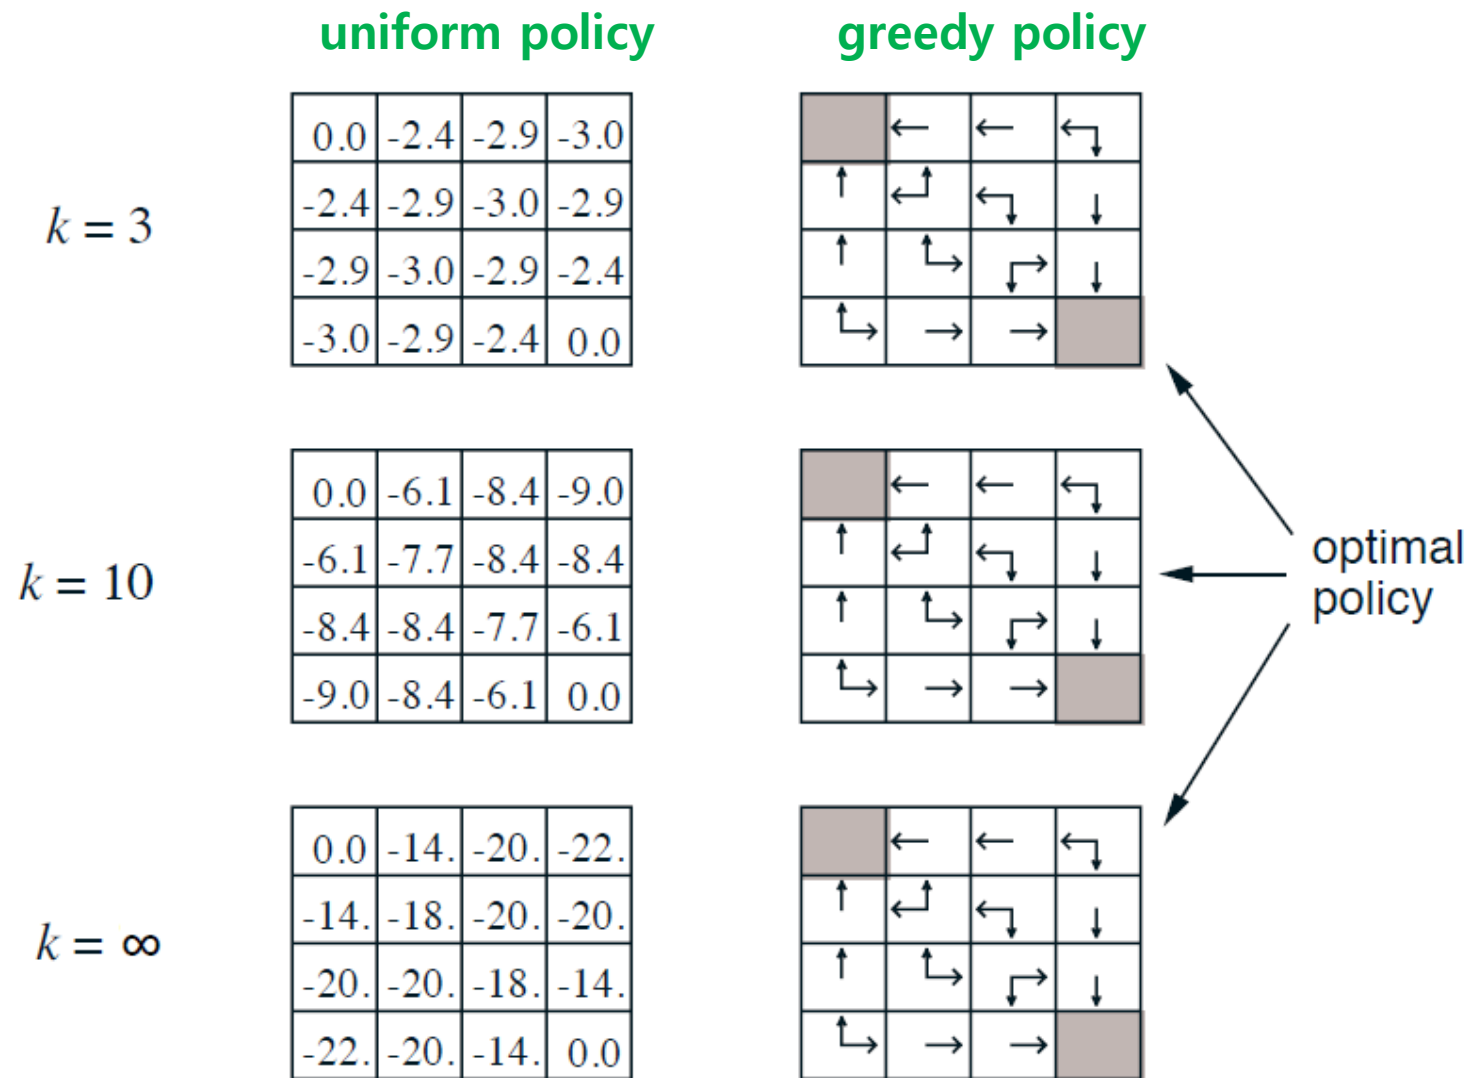 uniform policy greedy policy
0.0 -2.4 -2.9 -3.0
-2.4 -2.9 -3.0 -2.9
k = 3
-2.9 -3.0 -2.9 -2.4
-3.0 -2.9 -2.4 0.0
0.0 -6.1 -8.4 -9.0
-6.1 -7.7 -8.4 -8.4
k = 10
-8.4 -8.4 -7.7 -6.1
-9.0 -8.4 -6.1 0.0
optimal
policy
0.0 -14. -20. -22.
-14. -18. -20. -20.
k = ∞
-20. -20. -18. -14.
-22. -20. -14. 0.0